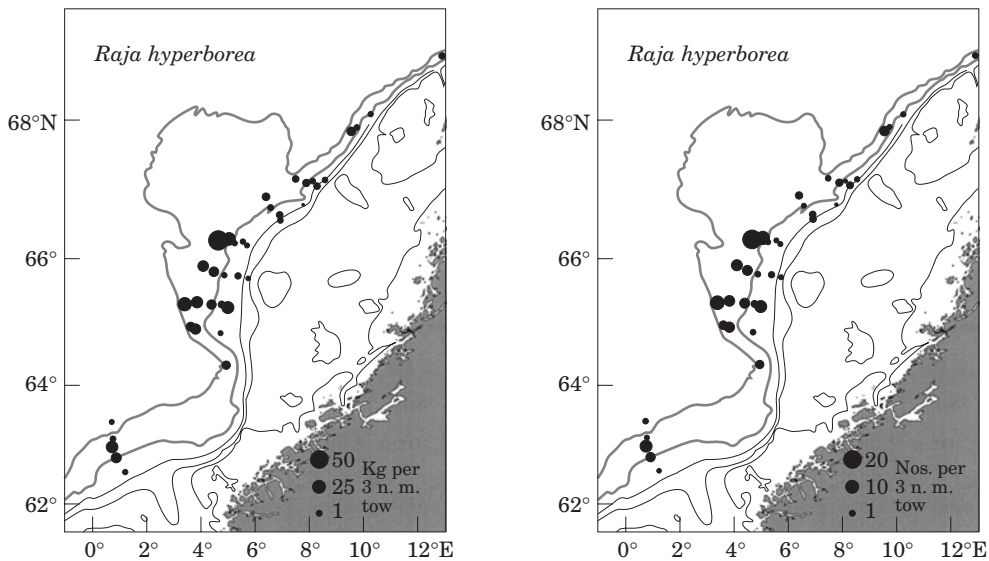 Raja hyperborea
68°N
66°
64°
62°
50 Kg per
25 3 n. m.
1 tow
0° 2° 4° 6° 8° 10° 12°E
Raja hyperborea
68°N
66°
64°
62°
20 Nos. per
10 3 n. m.
1 tow
0° 2° 4° 6° 8° 10° 12°E